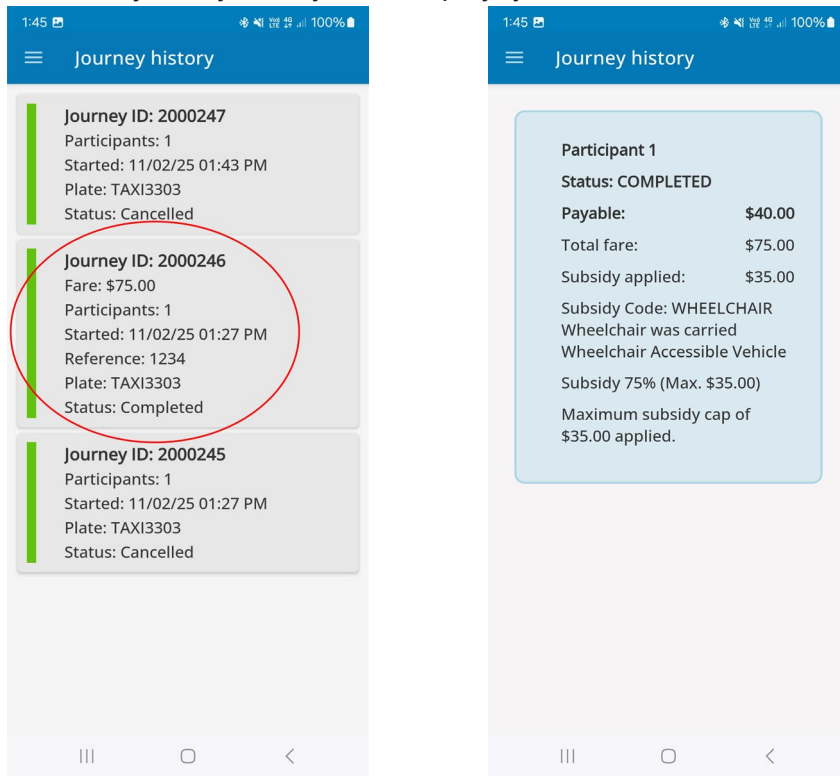 1:45
100%
Journey history
Journey ID: 2000247
Participants: 1
Started: 11/02/25 01:43 PM
Plate: TAXI3303
Status: Cancelled
Journey ID: 2000246
Fare: $75.00
Participants: 1
Started: 11/02/25 01:27 PM
Reference: 1234
Plate: TAXI3303
Status: Completed
Journey ID: 2000245
Participants: 1
Started: 11/02/25 01:27 PM
Plate: TAXI3303
Status: Cancelled
1:45
100%
Journey history
Participant 1
Status: COMPLETED
Payable: $40.00
Total fare: $75.00
Subsidy applied: $35.00
Subsidy Code: WHEELCHAIR
Wheelchair was carried
Wheelchair Accessible Vehicle
Subsidy 75% (Max. $35.00)
Maximum subsidy cap of
$35.00 applied.